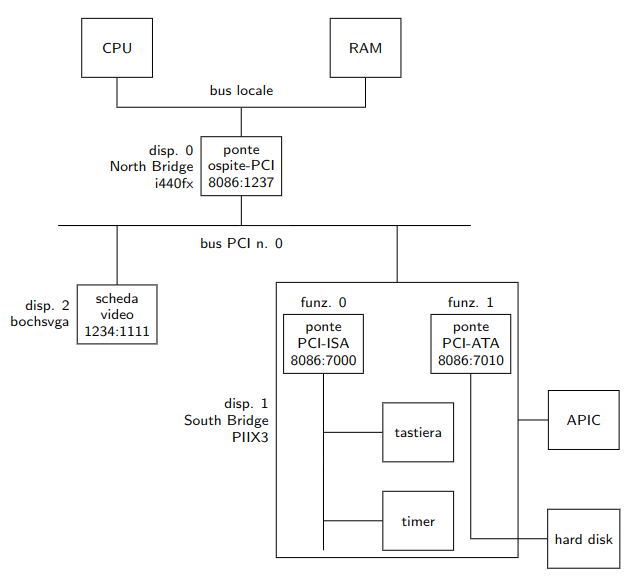 CPU
RAM
bus locale
disp. 0
North Bridge
i440fx
ponte
ospite-PCI
8086:1237
bus PCI n. 0
disp. 2
bochsvga
scheda
video
1234:1111
funz. 0
funz. 1
ponte
PCI-ISA
8086:7000
ponte
PCI-ATA
8086:7010
disp. 1
South Bridge
PIIX3
tastiera
APIC
timer
hard disk